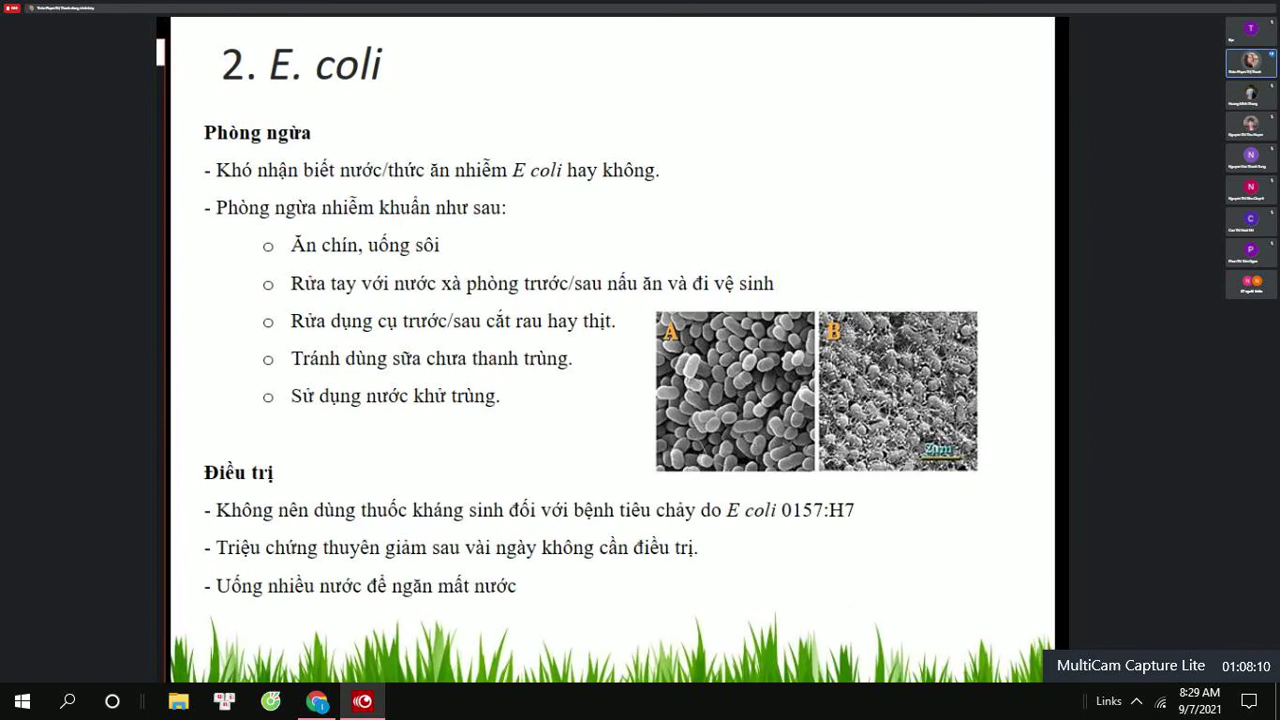 2. E. coli
Phòng ngừa
- Khó nhận biết nước/thức ăn nhiễm E coli hay không.
- Phòng ngừa nhiễm khuẩn như sau:
o Ăn chín, uống sôi
o Rửa tay với nước xà phòng trước/sau nấu ăn và đi vệ sinh
o Rửa dụng cụ trước/sau cắt rau hay thịt.
o Tránh dùng sữa chưa thanh trùng.
o Sử dụng nước khử trùng.
A
B
2μm
Điều trị
- Không nên dùng thuốc kháng sinh đối với bệnh tiêu chảy do E coli 0157:H7
- Triệu chứng thuyên giảm sau vài ngày không cần điều trị.
- Uống nhiều nước để ngăn mất nước
T
N
N
C
P
MultiCam Capture Lite
01:08:10
Links
8:29 AM
9/7/2021